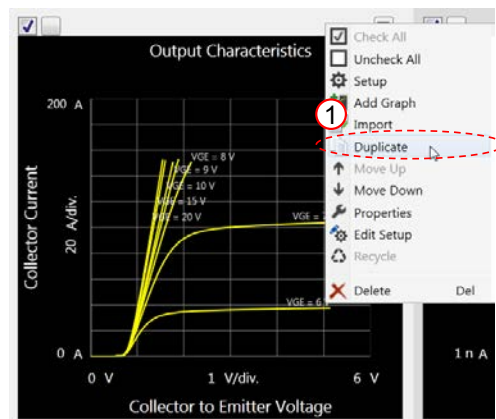 Output Characteristics
200 A
VGE = 8 V
VGE = 9 V
= 10 V
= 15 V
= 20 V
VGE =
VGE = 6
Collector Current
20 A/div.
0 A
0 V
1 V/div.
6 V
Collector to Emitter Voltage
Check All
Uncheck All
Setup
Add Graph
1
Import
Duplicate
Move Up
Move Down
Properties
Edit Setup
Recycle
Delete Del
1 n A